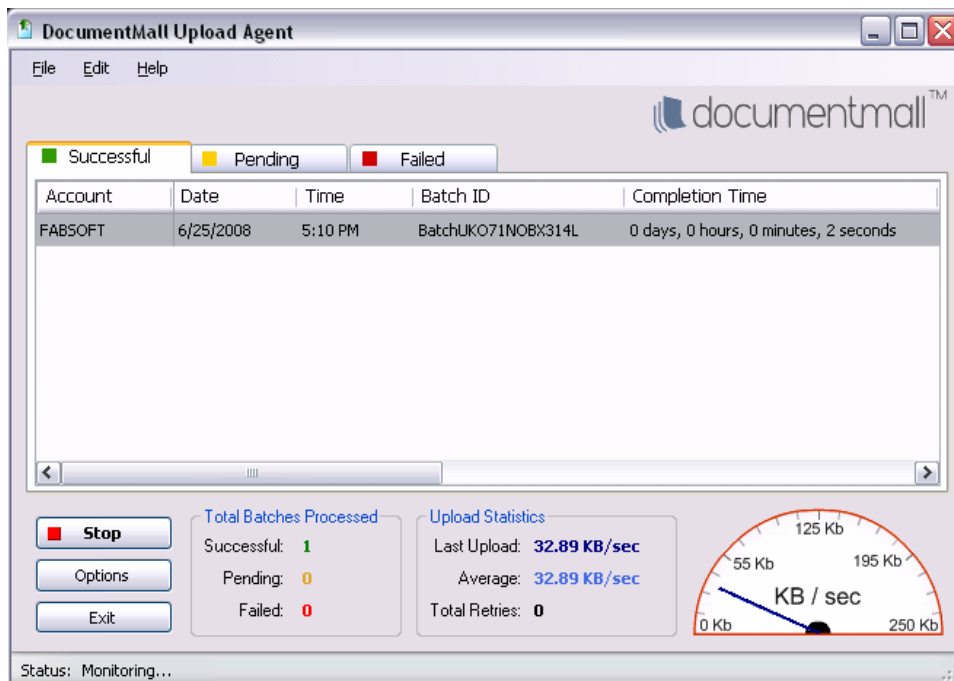 DocumentMall Upload Agent
File Edit Help
documentmall™
Successful Pending Failed
Account Date Time Batch ID Completion Time
FABSOFT 6/25/2008 5:10 PM BatchUKO71NOBX314L 0 days, 0 hours, 0 minutes, 2 seconds
Stop
Options
Exit
Total Batches Processed
Successful: 1
Pending: 0
Failed: 0
Upload Statistics
Last Upload: 32.89 KB/sec
Average: 32.89 KB/sec
Total Retries: 0
125 Kb
55 Kb 195 Kb
KB / sec
0 Kb 250 Kb
Status: Monitoring...